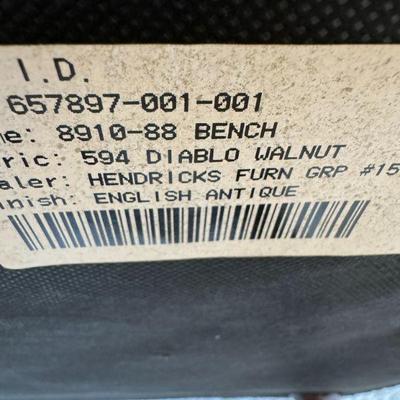 I.D.
657897-001-001
me: 8910-88 BENCH
ric: 594 DIABLO WALNUT
aler: HENDRICKS FURN GRP #15
nish: ENGLISH ANTIQUE